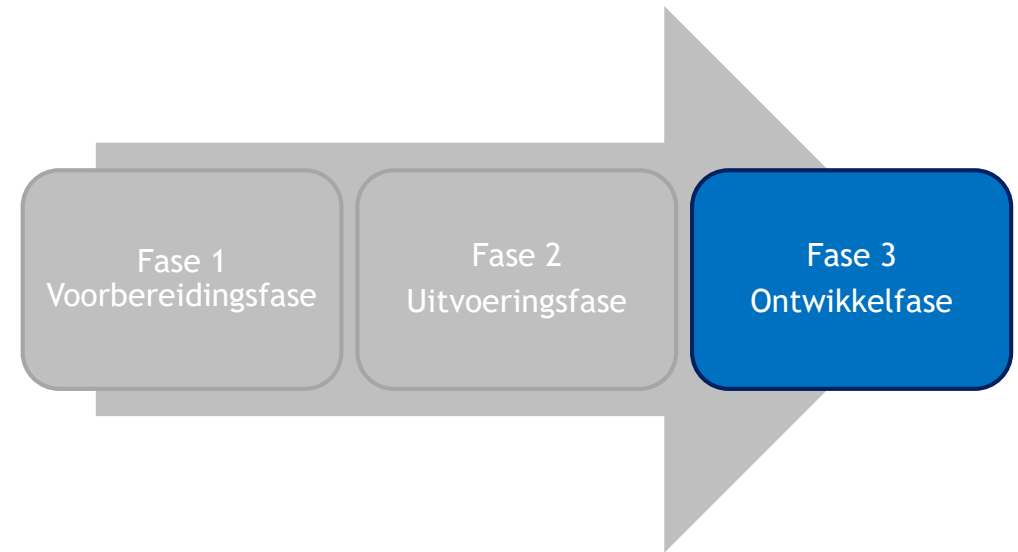 Fase 1
Voorbereidingsfase
Fase 2
Uitvoeringsfase
Fase 3
Ontwikkelfase